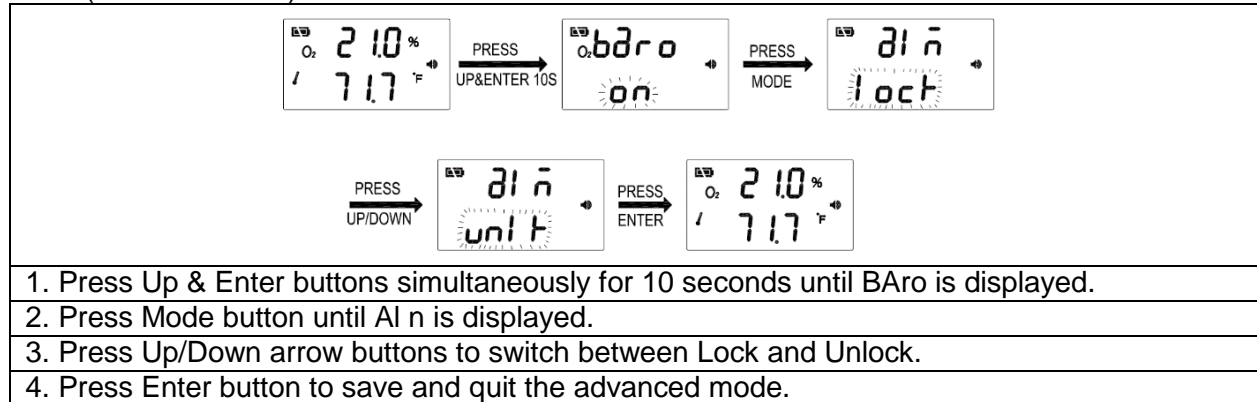 O₂ 21.0 %
71.7 °F
PRESS
UP&ENTER 10S
O₂ bAro
on
PRESS
MODE
Al n
loct
PRESS
UP/DOWN
Al n
unlt
PRESS
ENTER
O₂ 21.0 %
71.7 °F
1. Press Up & Enter buttons simultaneously for 10 seconds until BAro is displayed.
2. Press Mode button until Al n is displayed.
3. Press Up/Down arrow buttons to switch between Lock and Unlock.
4. Press Enter button to save and quit the advanced mode.